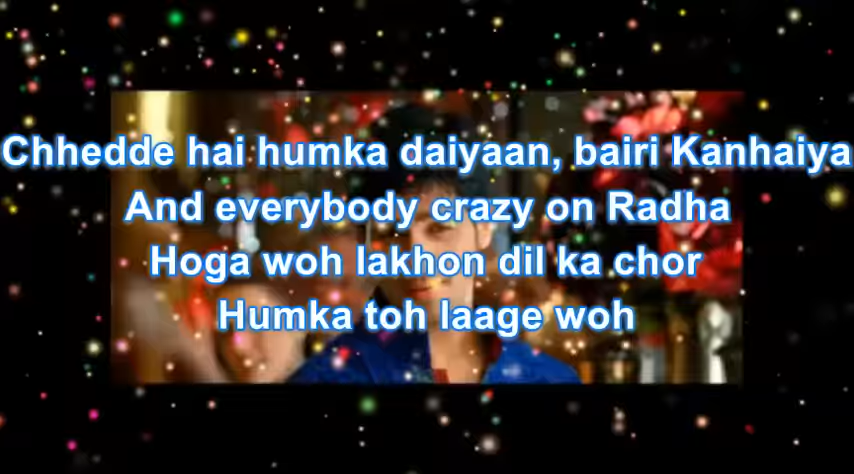 Chhedde hai humka daiyaan, bairi Kanhaiya
And everybody crazy on Radha
Hoga woh lakhon dil ka chor
Humka toh laage woh